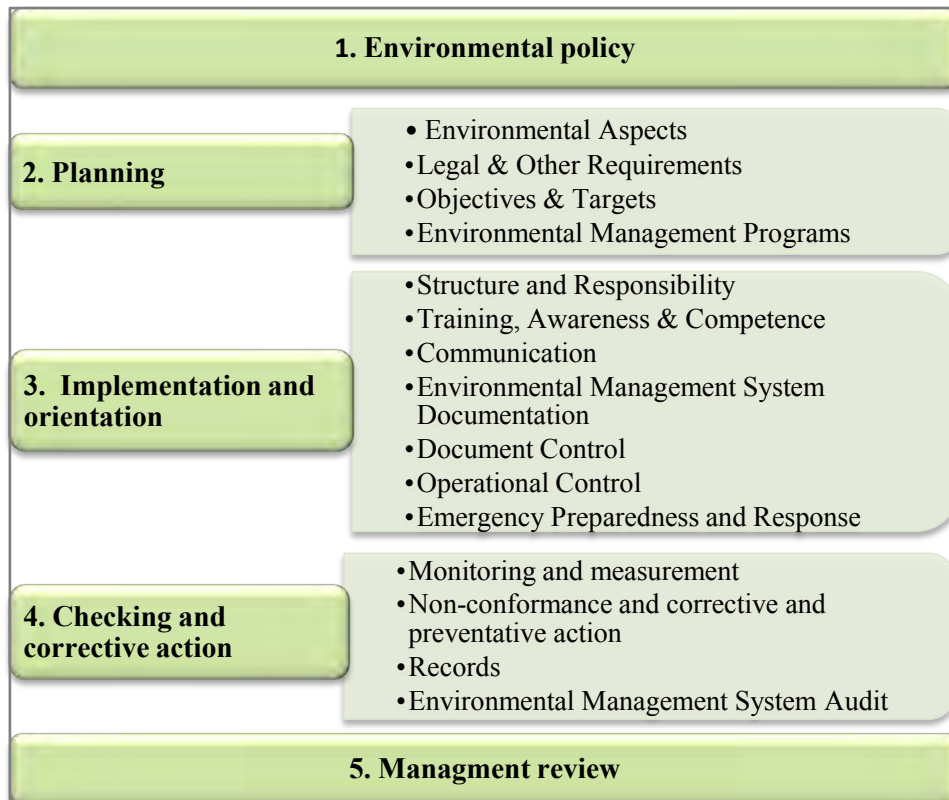 1. Environmental policy
2. Planning
• Environmental Aspects
•Legal & Other Requirements
•Objectives & Targets
•Environmental Management Programs
3. Implementation and
orientation
•Structure and Responsibility
•Training, Awareness & Competence
•Communication
•Environmental Management System
Documentation
•Document Control
•Operational Control
•Emergency Preparedness and Response
4. Checking and
corrective action
•Monitoring and measurement
•Non-conformance and corrective and
preventative action
•Records
•Environmental Management System Audit
5. Managment review